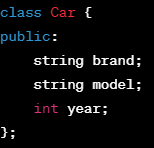 class Car {
public:
    string brand;
    string model;
    int year;
};